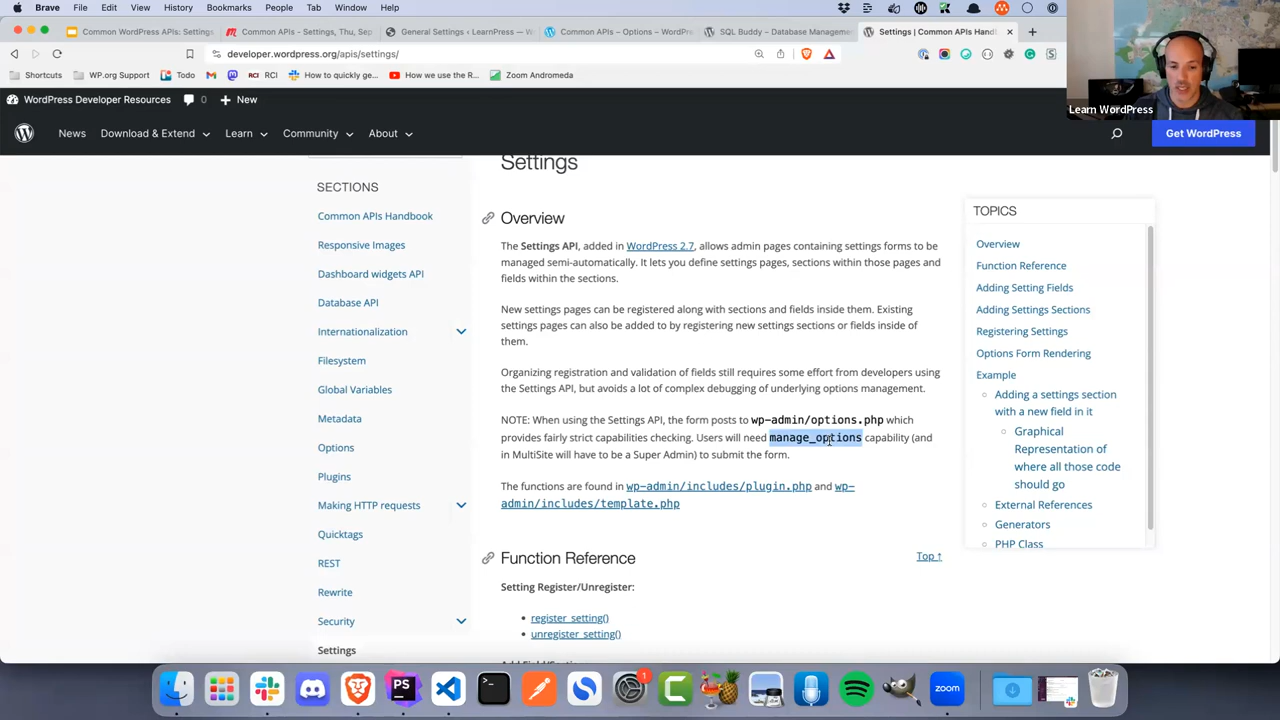 Brave File Edit View History Bookmarks People Tab Window Help
Common WordPress APIs: Settings
Common APIs - Settings, Thu, Sep
General Settings ‹ LearnPress —
Common APIs – Options – WordPr
SQL Buddy – Database Managemen
Settings | Common APIs Handb
developer.wordpress.org/apis/settings/
Shortcuts WP.org Support Todo RCI RCI How to quickly ge... How we use the R... Zoom Andromeda
WordPress Developer Resources 0 New
Learn WordPress
News Download & Extend Learn Community About Get WordPress
Settings
SECTIONS
Common APIs Handbook
Responsive Images
Dashboard widgets API
Database API
Internationalization
Filesystem
Global Variables
Metadata
Options
Plugins
Making HTTP requests
Quicktags
REST
Rewrite
Security
Settings
Overview
The Settings API, added in WordPress 2.7, allows admin pages containing settings forms to be
managed semi-automatically. It lets you define settings pages, sections within those pages and
fields within the sections.
New settings pages can be registered along with sections and fields inside them. Existing
settings pages can also be added to by registering new settings sections or fields inside of
them.
Organizing registration and validation of fields still requires some effort from developers using
the Settings API, but avoids a lot of complex debugging of underlying options management.
NOTE: When using the Settings API, the form posts to wp-admin/options.php which
provides fairly strict capabilities checking. Users will need manage_options capability (and
in MultiSite will have to be a Super Admin) to submit the form.
The functions are found in wp-admin/includes/plugin.php and wp-
admin/includes/template.php
Function Reference
Top ↑
Setting Register/Unregister:
register_setting()
unregister_setting()
TOPICS
Overview
Function Reference
Adding Setting Fields
Adding Settings Sections
Registering Settings
Options Form Rendering
Example
Adding a settings section
with a new field in it
Graphical
Representation of
where all those code
should go
External References
Generators
PHP Class
PS
1
zoom